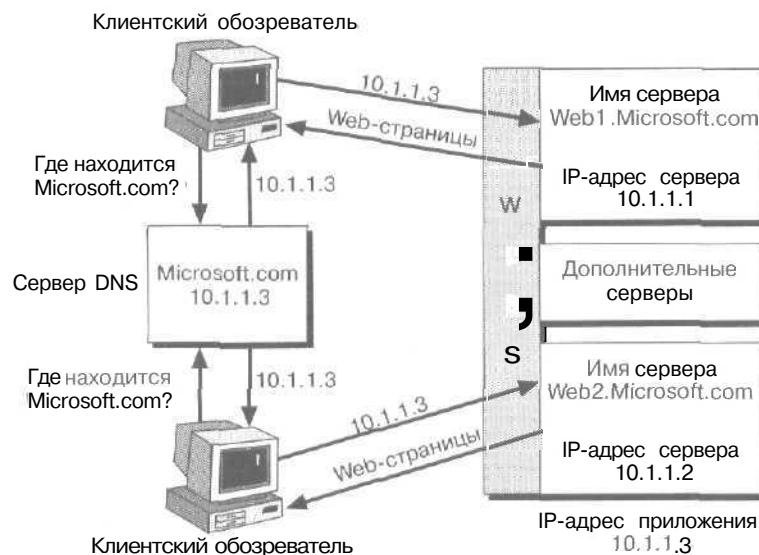 Клиентский обозреватель
10.1.1.3
Web-страницы
Где находится
Microsoft.com?
10.1.1.3
Сервер DNS
Microsoft.com
10.1.1.3
Где находится
Microsoft.com?
10.1.1.3
10.1.1.3
Web-страницы
Клиентский обозреватель
W
S
Имя сервера
Web1.Microsoft.com
IP-адрес сервера
10.1.1.1
Дополнительные
серверы
Имя сервера
Web2.Microsoft.com
IP-адрес сервера
10.1.1.2
IP-адрес приложения
10.1.1.3